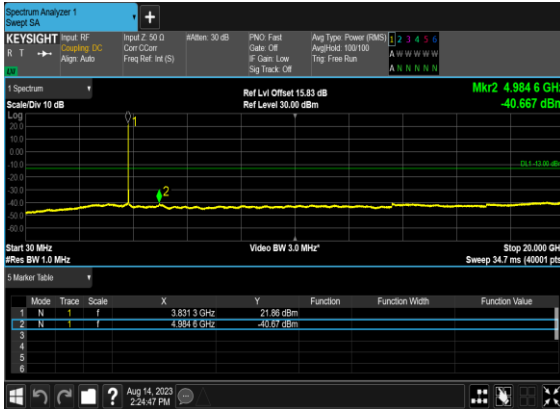 Spectrum Analyzer 1
Swept SA
+
KEYSIGHT Input: RF Input Z: 50 Ω #Atten: 30 dB PNO: Fast Avg Type: Power (RMS) 1 2 3 4 5 6
R T Coupling: DC Corr CCorr Gate: Off Avg|Hold: 100/100 A W W W W W
Align: Auto Freq Ref: Int (S) IF Gain: Low Trig: Free Run
Sig Track: Off A N N N N N
1 Spectrum Ref Lvl Offset 15.83 dB Mkr2 4.984 6 GHz
Scale/Div 10 dB Ref Level 30.00 dBm -40.667 dBm
Log
20.0
10.0
0.0
-10.0
-20.0
-30.0
-40.0
-50.0
-60.0
1
2
DL1 -13.00 dBm
Start 30 MHz Video BW 3.0 MHz* Stop 20.000 GH
#Res BW 1.0 MHz Sweep 34.7 ms (40001 pts
5 Marker Table
Mode Trace Scale X Y Function Function Width Function Value
1 N 1 f 3.831 3 GHz 21.86 dBm
2 N 1 f 4.984 6 GHz -40.67 dBm
3
4
5
6
? Aug 14, 2023
2:24:47 PM